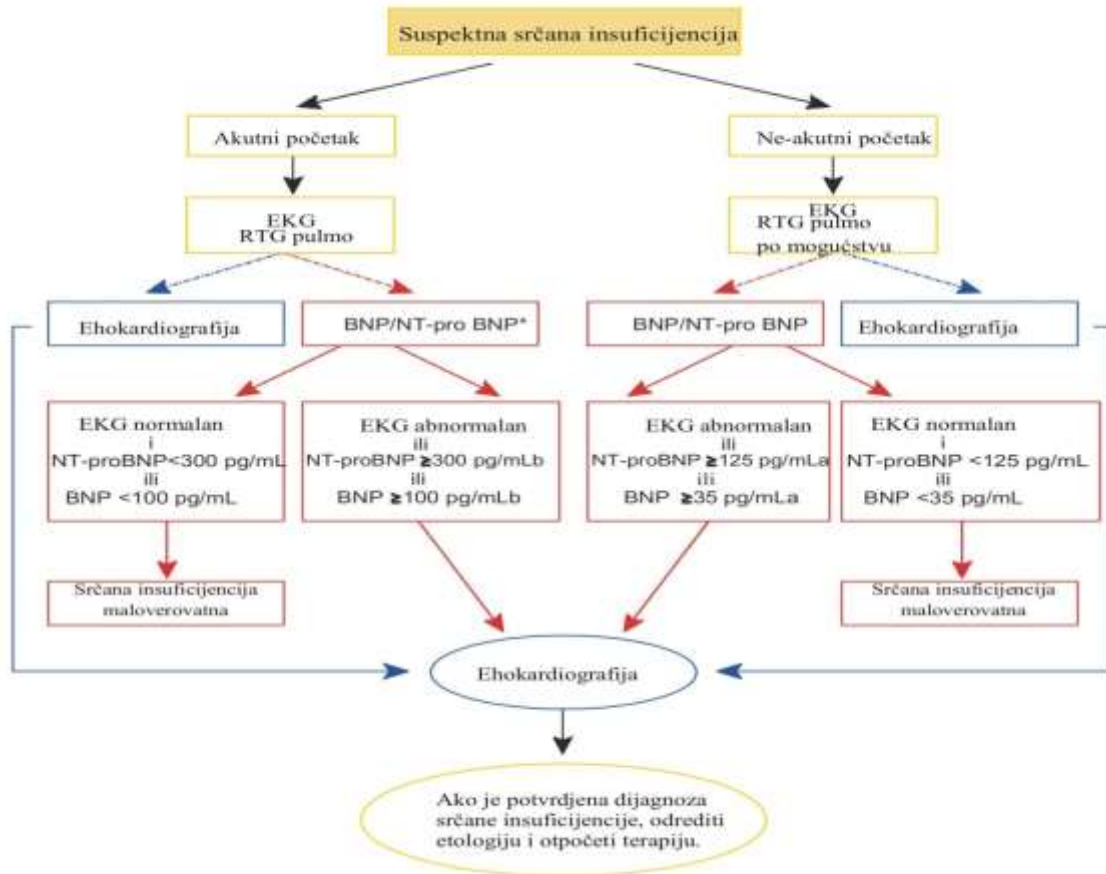 Suspektna srčana insuficijencija
Akutni početak
Ne-akutni početak
EKG
RTG pulmo
EKG
RTG pulmo
po mogućstvu
Ehokardiografija
BNP/NT-pro BNP*
BNP/NT-pro BNP
Ehokardiografija
EKG normalan
i
NT-proBNP<300 pg/mL
ili
BNP <100 pg/mL
EKG abnormalan
ili
NT-proBNP ≧300 pg/mLb
ili
BNP ≧100 pg/mLb
EKG abnormalan
ili
NT-proBNP ≧125 pg/mLa
ili
BNP ≧35 pg/mLa
EKG normalan
i
NT-proBNP <125 pg/mL
ili
BNP <35 pg/mL
Srčana insuficijencija
maloverovatna
Srčana insuficijencija
maloverovatna
Ehokardiografija
Ako je potvrdjena dijagnoza
srčane insuficijencije, odrediti
etologiju i otpočeti terapiju.